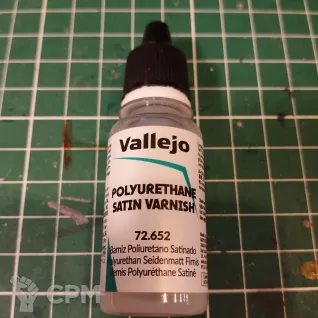 Vallejo
POLYURETHANE
SATIN VARNISH
72.652
Barniz Poliuretano Satinado
Polyurethan Seidenmatt Firnis
Vernis Polyuréthane Satiné
CPM